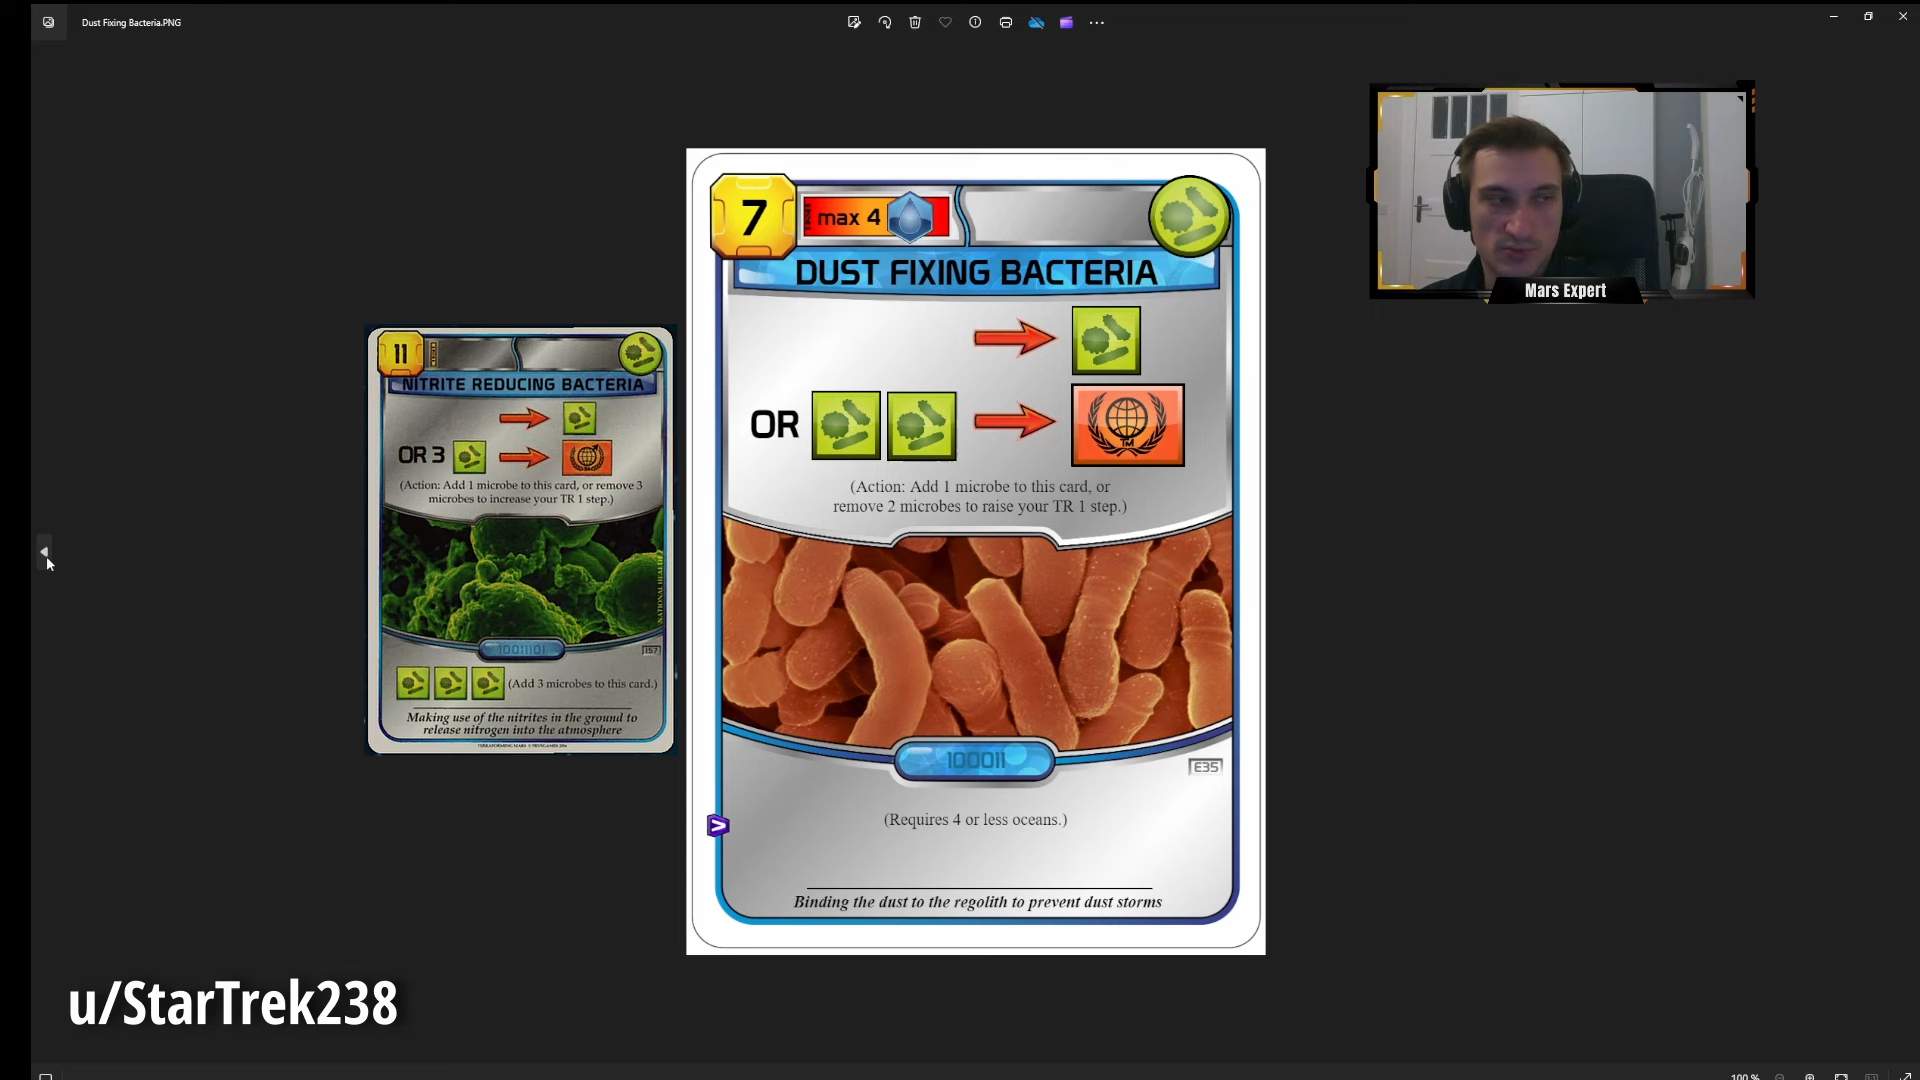 Dust Fixing Bacteria.PNG
Mars Expert
11
NITRITE REDUCING BACTERIA
OR 3
(Action: Add 1 microbe to this card, or remove 3
microbes to increase your TR 1 step.)
10011101
157
(Add 3 microbes to this card.)
Making use of the nitrites in the ground to
release nitrogen into the atmosphere
7
max 4
DUST FIXING BACTERIA
OR
TM
(Action: Add 1 microbe to this card, or
remove 2 microbes to raise your TR 1 step.)
100011
E35
(Requires 4 or less oceans.)
Binding the dust to the regolith to prevent dust storms
u/StarTrek238
100 %